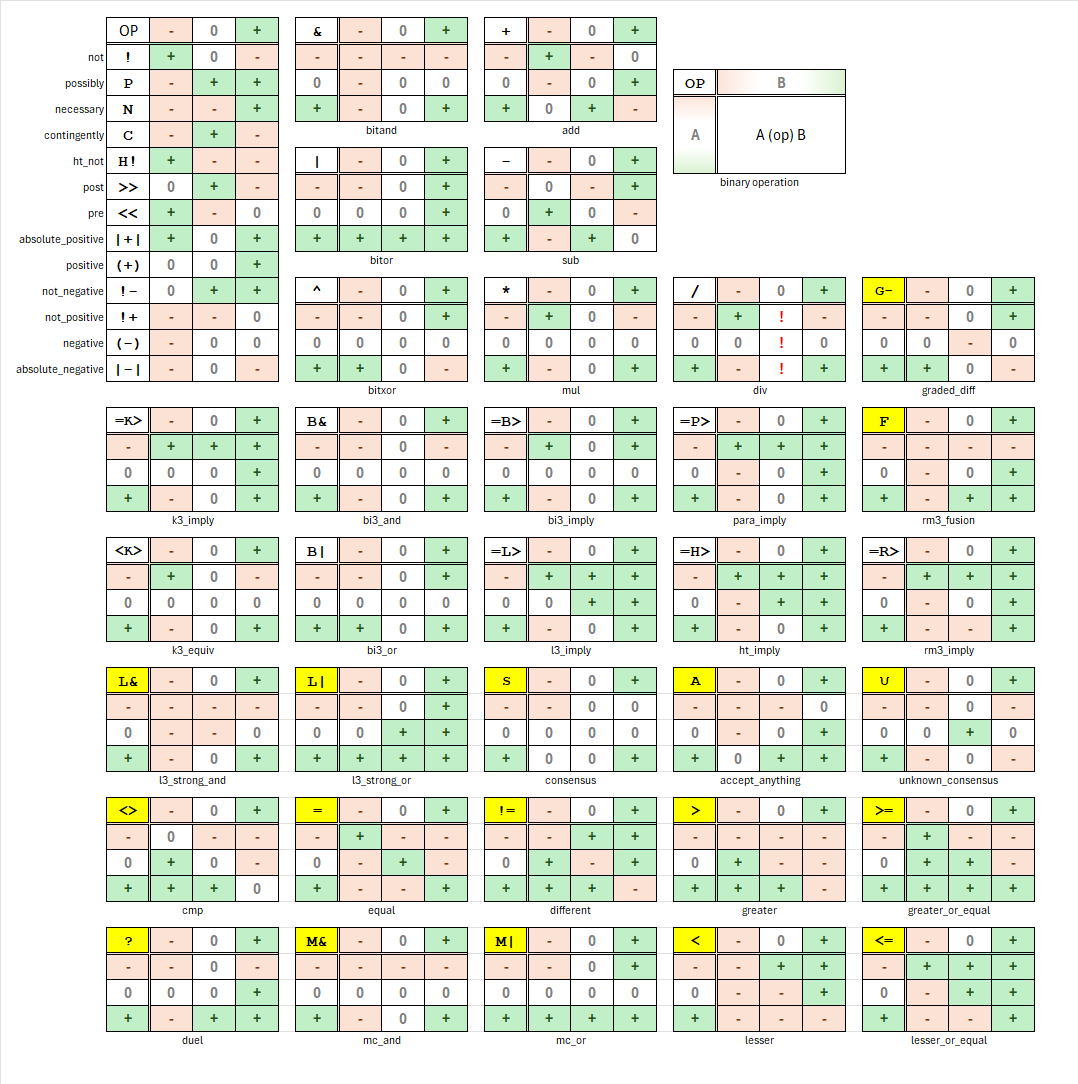 OP - 0 +
not ! + 0 -
possibly P - + +
necessary N - - +
contingently C - + -
ht_not H! + - -
post >> 0 + -
pre << + - 0
absolute_positive |+| + 0 +
positive (+) 0 0 +
not_negative !- 0 + +
not_positive !+ - - 0
negative (-) - 0 0
absolute_negative |-| - 0 -
& - 0 +
- - - -
0 - 0 0
+ - 0 +
bitand
+ - 0 +
- + - 0
0 - 0 +
+ 0 + -
add
OP B
A A (op) B
binary operation
| - 0 +
- - 0 +
0 0 0 +
+ + + +
bitor
- - 0 +
- 0 - +
0 + 0 -
+ - + 0
sub
^ - 0 +
- - 0 +
0 0 0 0
+ + 0 -
bitxor
* - 0 +
- + 0 -
0 0 0 0
+ - 0 +
mul
/ - 0 +
- + ! -
0 0 ! 0
+ - ! +
div
G- - 0 +
- - 0 +
0 0 - 0
+ + 0 -
graded_diff
=K> - 0 +
- + + +
0 0 0 +
+ - 0 +
k3_imply
B& - 0 +
- - 0 -
0 0 0 0
+ - 0 +
bi3_and
=B> - 0 +
- + 0 +
0 0 0 0
+ - 0 +
bi3_imply
=P> - 0 +
- + + +
0 - 0 +
+ - 0 +
para_imply
F - 0 +
- - - -
0 - 0 +
+ - + +
rm3_fusion
<K> - 0 +
- + 0 -
0 0 0 0
+ - 0 +
k3_equiv
B| - 0 +
- - 0 +
0 0 0 0
+ + 0 +
bi3_or
=L> - 0 +
- + + +
0 0 + +
+ - 0 +
l3_imply
=H> - 0 +
- + + +
0 - + +
+ - 0 +
ht_imply
=R> - 0 +
- + + +
0 - 0 +
+ - - +
rm3_imply
L& - 0 +
- - - -
0 - - 0
+ - 0 +
l3_strong_and
L| - 0 +
- - 0 +
0 0 + +
+ + + +
l3_strong_or
S - 0 +
- - 0 0
0 0 0 0
+ 0 0 +
consensus
A - 0 +
- - - 0
0 - 0 +
+ 0 + +
accept_anything
U - 0 +
- - 0 -
0 0 + 0
+ - 0 -
unknown_consensus
<> - 0 +
- 0 - -
0 + 0 -
+ + + 0
cmp
= - 0 +
- + - -
0 - + -
+ - - +
equal
!= - 0 +
- - + +
0 + - +
+ + + -
different
> - 0 +
- - - -
0 + - -
+ + + -
greater
>= - 0 +
- + - -
0 + + -
+ + + +
greater_or_equal
? - 0 +
- - 0 -
0 0 0 +
+ - + +
duel
M& - 0 +
- - - -
0 0 0 0
+ - 0 +
mc_and
M| - 0 +
- - 0 +
0 0 0 0
+ + + +
mc_or
< - 0 +
- - + +
0 - - +
+ - - -
lesser
<= - 0 +
- + + +
0 - + +
+ - - +
lesser_or_equal